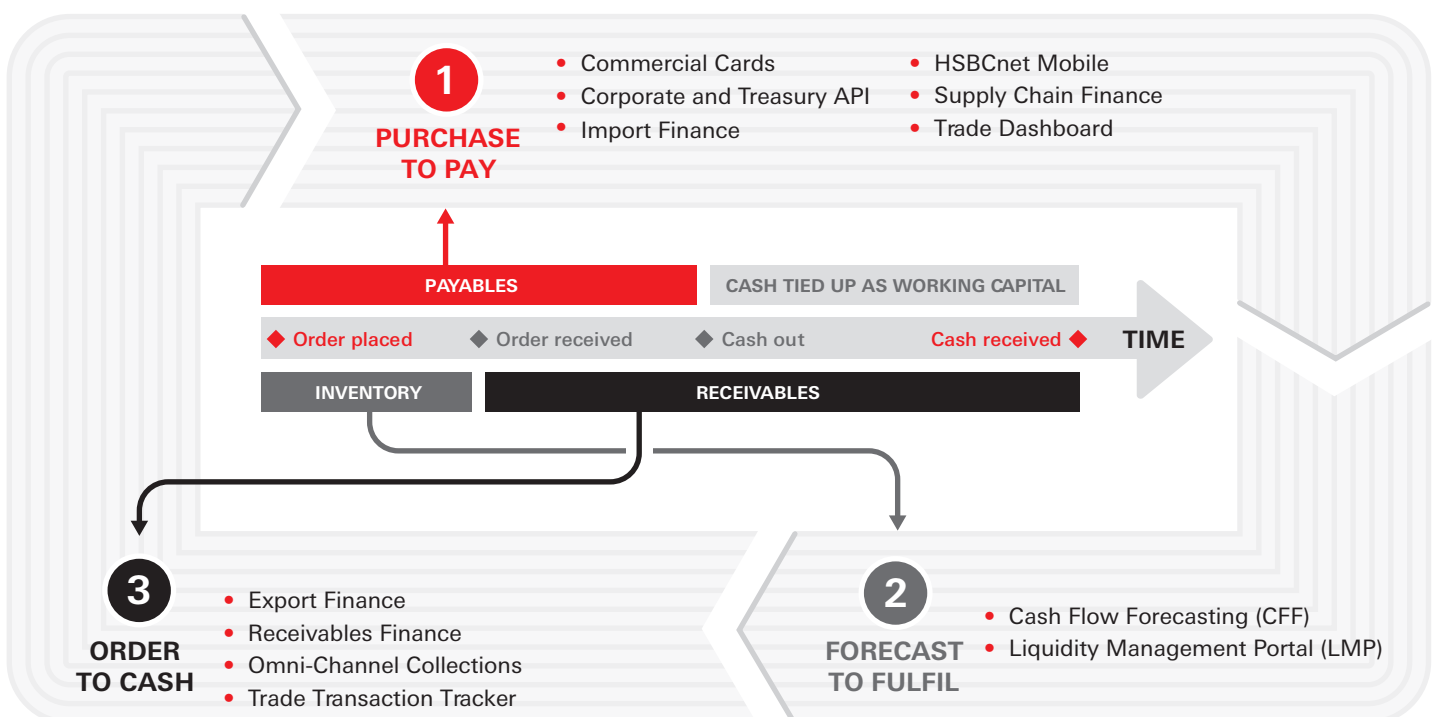 1
PURCHASE
TO PAY
• Commercial Cards
• Corporate and Treasury API
• Import Finance
• HSBCnet Mobile
• Supply Chain Finance
• Trade Dashboard
PAYABLES
CASH TIED UP AS WORKING CAPITAL
◆ Order placed
◆ Order received
◆ Cash out
Cash received ◆
TIME
INVENTORY
RECEIVABLES
3
ORDER
TO CASH
• Export Finance
• Receivables Finance
• Omni-Channel Collections
• Trade Transaction Tracker
2
FORECAST
TO FULFIL
• Cash Flow Forecasting (CFF)
• Liquidity Management Portal (LMP)